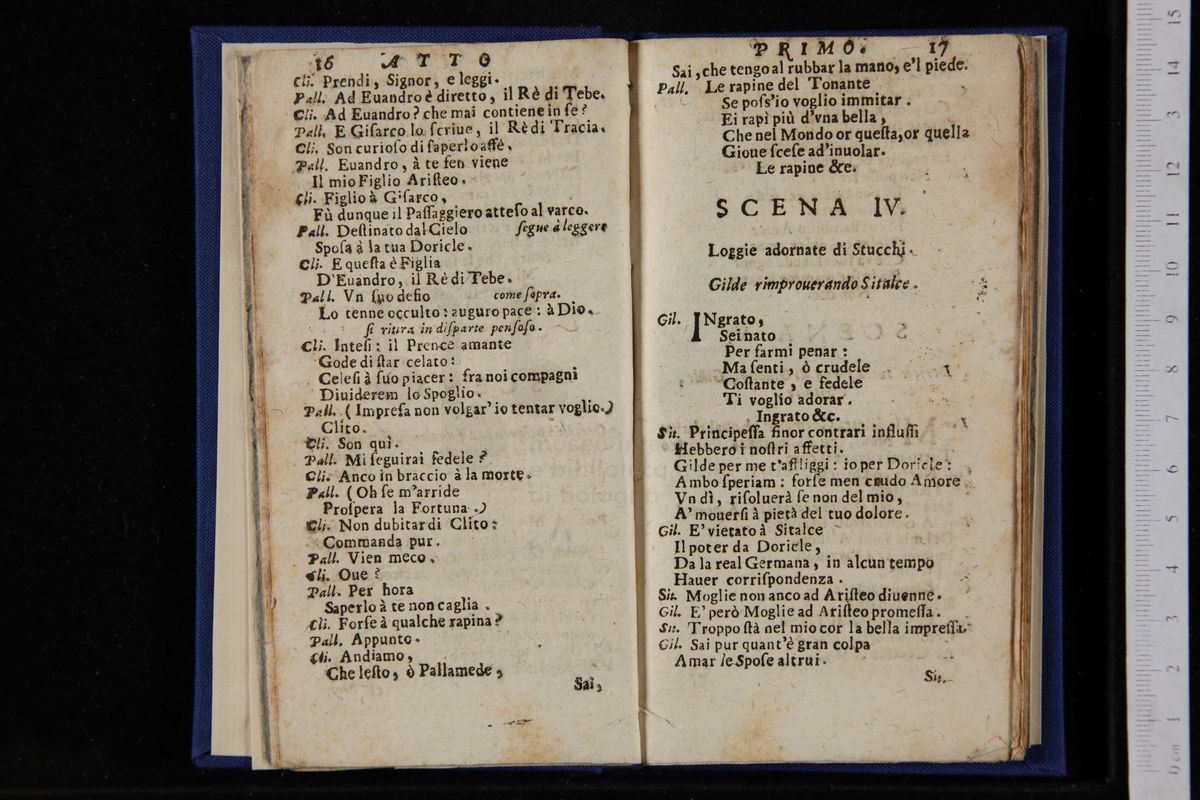 16 ATTO
Cli. Prendi, Signor, e leggi.
Pall. Ad Euandro è diretto, il Rè di Tebe.
Cli. Ad Euandro? che mai contiene in se?
Pall. E Gisarco lo scriue, il Rè di Tracia.
Cli. Son curioso di saperlo affè.
Pall. Euandro, à te sen viene
Il mio Figlio Aristeo.
Cli. Figlio à Gisarco,
Fù dunque il Passaggiero atteso al varco.
Pall. Destinato dal Cielo segue à leggere
Sposa à la tua Doricle.
Cli. E questa è Figlia
D'Euandro, il Rè di Tebe.
Pall. Vn suo desio come sopra.
Lo tenne occulto: auguro pace: à Dio.
si ritira in disparte pensoso.
Cli. Intesi: il Prence amante
Gode di star celato:
Celesi à suo piacer: fra noi compagni
Diuiderem lo Spoglio.
Pall. (Impresa non volgar' io tentar voglio.)
Clito.
Cli. Son quì.
Pall. Mi seguirai fedele?
Cli. Anco in braccio à la morte.
Pall. (Oh se m'arride
Prospera la Fortuna.)
Cli. Non dubitar di Clito:
Commanda pur.
Pall. Vien meco.
Cli. Oue?
Pall. Per hora
Saperlo à te non caglia.
Cli. Forse à qualche rapina?
Pall. Appunto.
Cli. Andiamo,
Che lesto, ò Pallamede,
Sai,
PRIMO. 17
Sai, che tengo al rubbar la mano, e'l piede.
Pall. Le rapine del Tonante
Se poss'io voglio immitar.
Ei rapì più d'vna bella,
Che nel Mondo or questa, or quella
Gioue scese ad'inuolar.
Le rapine &c.
SCENA IV.
Loggie adornate di Stucchi.
Gilde rimprouerando Sitalce.
Gil. INgrato,
Sei nato
Per farmi penar:
Ma senti, ò crudele
Costante, e fedele
Ti voglio adorar.
Ingrato &c.
Sit. Principessa finor contrari influssi
Hebbero i nostri affetti.
Gilde per me t'affliggi: io per Doricle:
Ambo speriam: forse men crudo Amore
Vn dì, risoluerà se non del mio,
A' mouersi à pietà del tuo dolore.
Gil. E' vietato à Sitalce
Il poter da Doricle,
Da la real Germana, in alcun tempo
Hauer corrispondenza.
Sit. Moglie non anco ad Aristeo diuenne.
Gil. E' però Moglie ad Aristeo promessa.
Sit. Troppo stà nel mio cor la bella impressa.
Gil. Sai pur quant'è gran colpa
Amar le Spose altrui.
Sit.